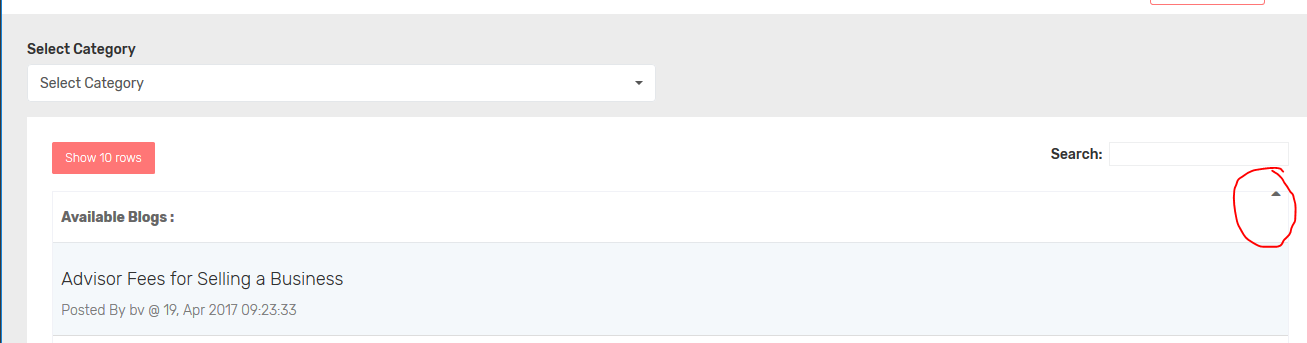 Select Category
Select Category
Show 10 rows
Search:
Available Blogs :
Advisor Fees for Selling a Business
Posted By bv @ 19, Apr 2017 09:23:33